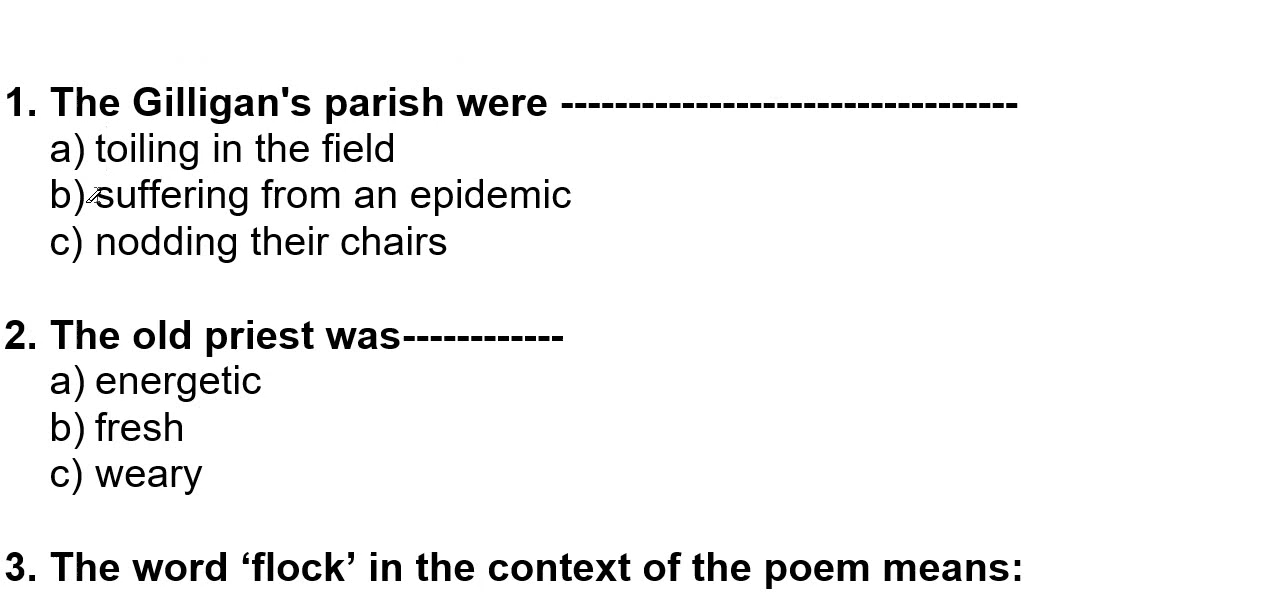 1. The Gilligan's parish were ----------------------------------
a) toiling in the field
b) suffering from an epidemic
c) nodding their chairs
2. The old priest was------------
a) energetic
b) fresh
c) weary
3. The word ‘flock’ in the context of the poem means: